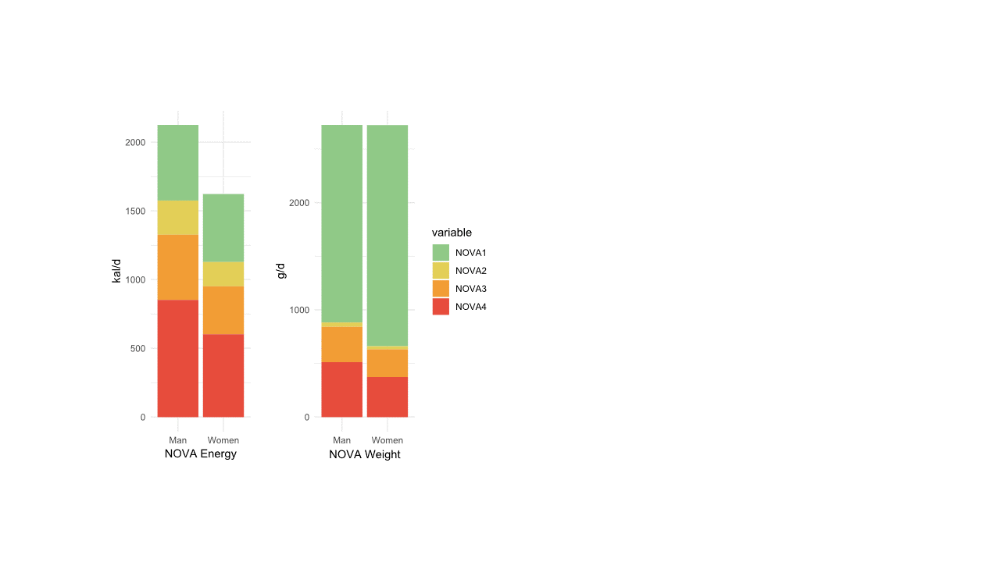 kal/d
2000
1500
1000
500
0
Man Women
NOVA Energy
g/d
2000
1000
0
Man Women
NOVA Weight
variable
NOVA1
NOVA2
NOVA3
NOVA4